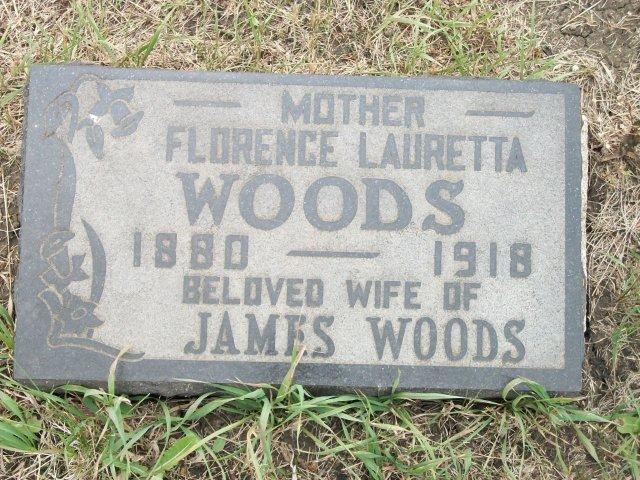 — MOTHER —
FLORENCE LAURETTA
WOODS
1880 — 1918
BELOVED WIFE OF
JAMES WOODS